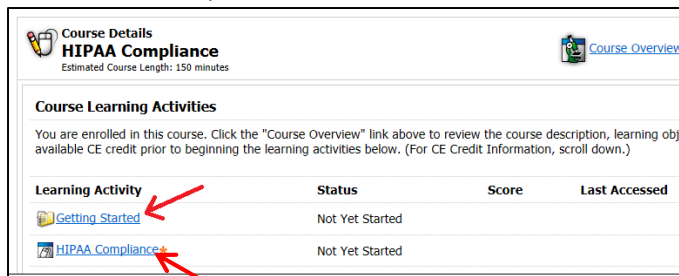 Course Details
HIPAA Compliance
Estimated Course Length: 150 minutes
Course Overview
Course Learning Activities
You are enrolled in this course. Click the "Course Overview" link above to review the course description, learning obj
available CE credit prior to beginning the learning activities below. (For CE Credit Information, scroll down.)
Learning Activity Status Score Last Accessed
Getting Started Not Yet Started
HIPAA Compliance* Not Yet Started